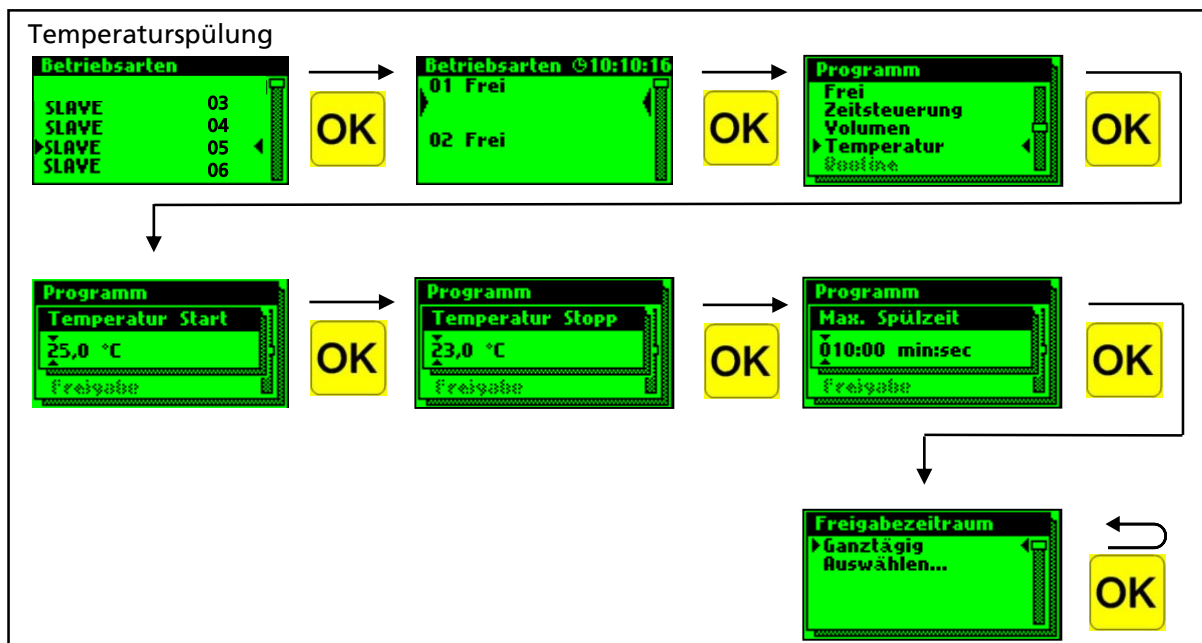 Temperaturspülung
Betriebsarten
SLAVE 03
SLAVE 04
SLAVE 05
SLAVE 06
OK
Betriebsarten 10:10:16
01 Frei
02 Frei
OK
Programm
Frei
Zeitsteuerung
Volumen
Temperatur
Routine
OK
Programm
Temperatur Start
25,0 °C
Freigabe
OK
Programm
Temperatur Stopp
23,0 °C
Freigabe
OK
Programm
Max. Spülzeit
010:00 min:sec
Freigabe
OK
Freigabezeitraum
Ganztägig
Auswählen...
OK